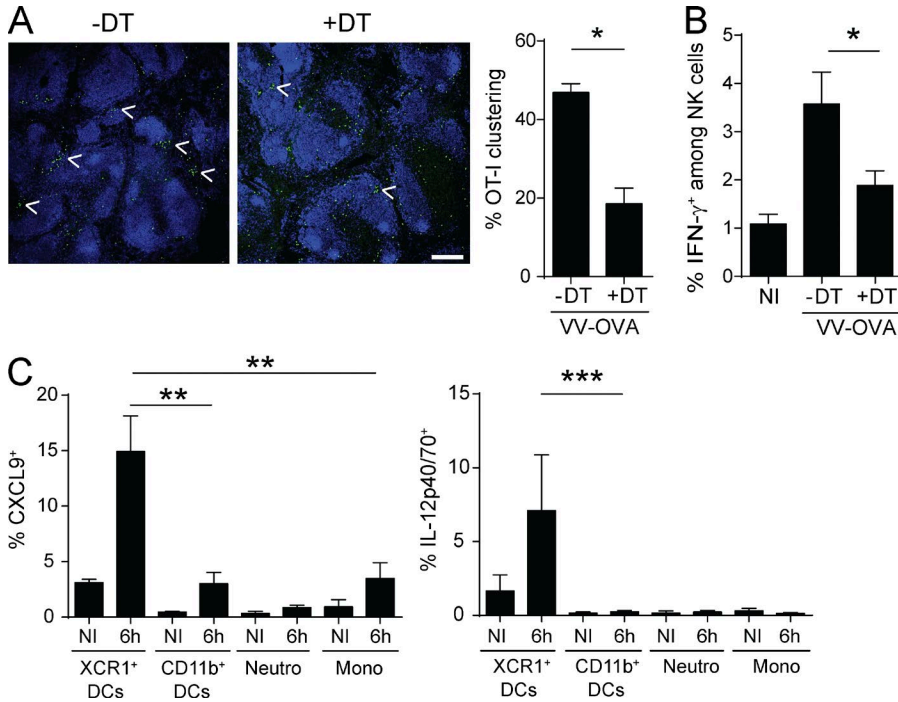 A
-DT
+DT
% OT-I clustering
60
40
20
0
*
-DT +DT
VV-OVA
B
% IFN-γ+ among NK cells
5
4
3
2
1
0
*
NI -DT +DT
VV-OVA
C
% CXCL9+
20
15
10
5
0
**
**
NI 6h NI 6h NI 6h NI 6h
XCR1+ CD11b+ Neutro Mono
DCs DCs
% IL-12p40/70+
15
10
5
0
***
NI 6h NI 6h NI 6h NI 6h
XCR1+ CD11b+ Neutro Mono
DCs DCs